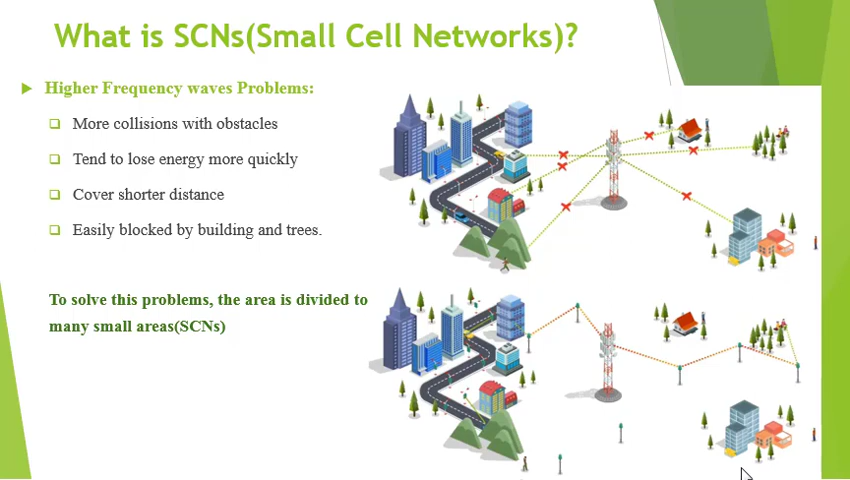 What is SCNs(Small Cell Networks)?
Higher Frequency waves Problems:
More collisions with obstacles
Tend to lose energy more quickly
Cover shorter distance
Easily blocked by building and trees.
To solve this problems, the area is divided to
many small areas(SCNs)